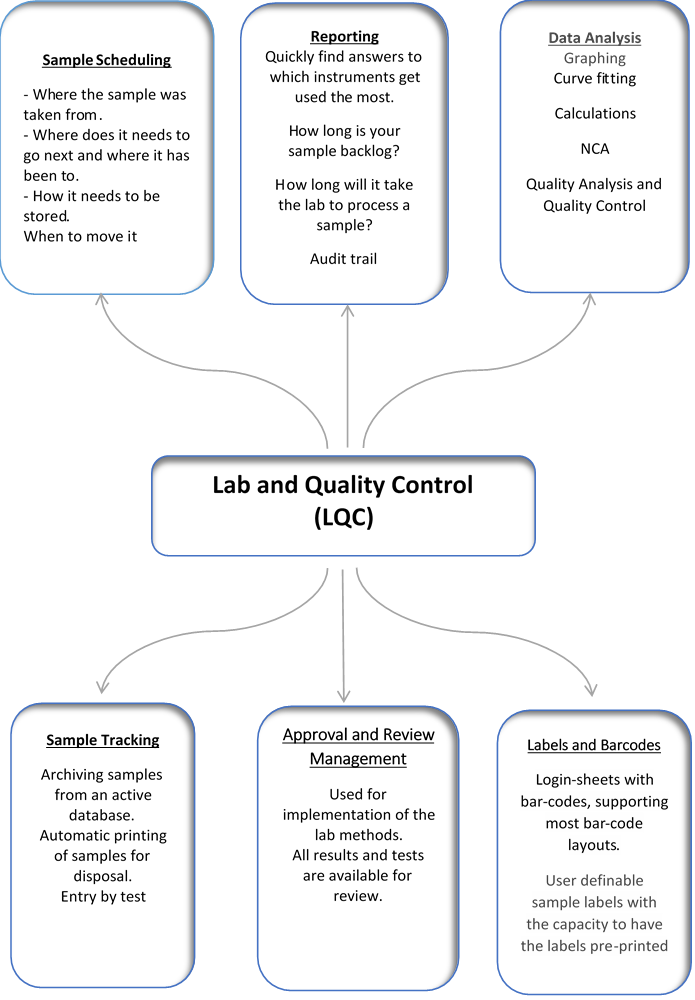 Sample Scheduling
- Where the sample was
taken from.
- Where does it needs to
go next and where it has
been to.
- How it needs to be
stored.
When to move it
Reporting
Quickly find answers to
which instruments get
used the most.
How long is your
sample backlog?
How long will it take
the lab to process a
sample?
Audit trail
Data Analysis
Graphing
Curve fitting
Calculations
NCA
Quality Analysis and
Quality Control
Lab and Quality Control
(LQC)
Sample Tracking
Archiving samples
from an active
database.
Automatic printing
of samples for
disposal.
Entry by test
Approval and Review
Management
Used for
implementation of the
lab methods.
All results and tests
are available for
review.
Labels and Barcodes
Login-sheets with
bar-codes, supporting
most bar-code
layouts.
User definable
sample labels with
the capacity to have
the labels pre-printed